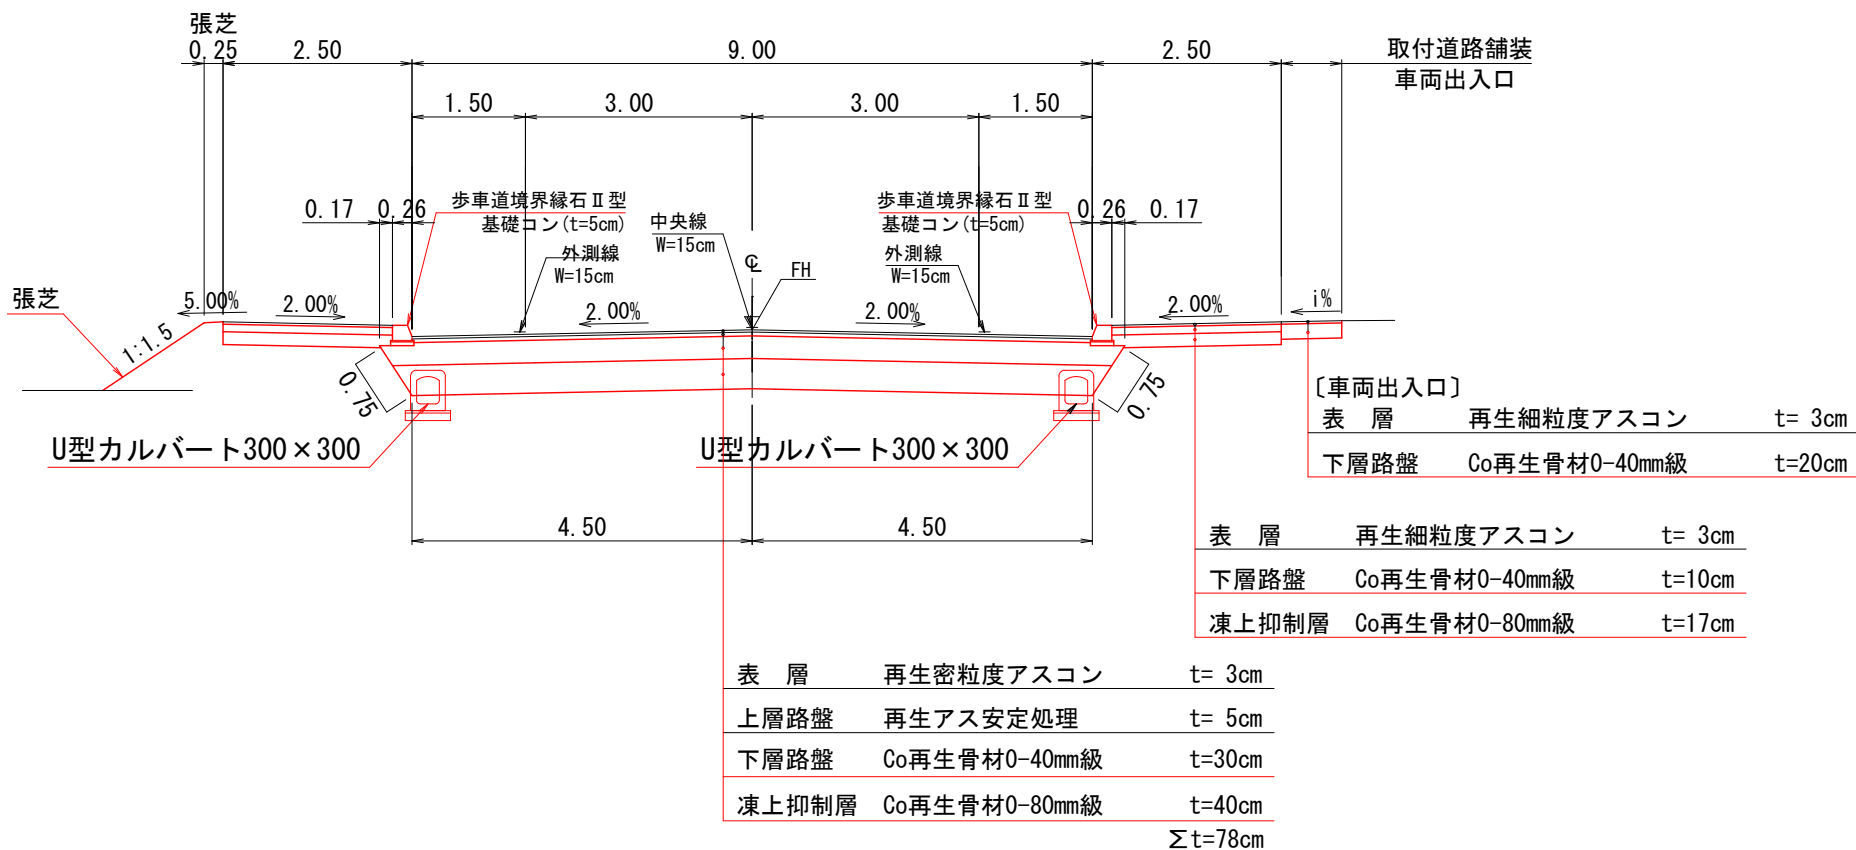 張芝
0.25
2.50
9.00
2.50
取付道路舗装
車両出入口
1.50
3.00
3.00
1.50
0.17
0.26
歩車道境界縁石Ⅱ型
基礎コン(t=5cm)
中央線
W=15cm
歩車道境界縁石Ⅱ型
基礎コン(t=5cm)
0.26
0.17
外測線
W=15cm
℄
FH
外測線
W=15cm
張芝
5.00%
2.00%
2.00%
2.00%
2.00%
i%
1:1.5
0.75
0.75
U型カルバート300×300
U型カルバート300×300
〔車両出入口〕
表 層 再生細粒度アスコン t= 3cm
下層路盤 Co再生骨材0-40mm級 t=20cm
4.50
4.50
表 層 再生細粒度アスコン t= 3cm
下層路盤 Co再生骨材0-40mm級 t=10cm
凍上抑制層 Co再生骨材0-80mm級 t=17cm
表 層 再生密粒度アスコン t= 3cm
上層路盤 再生アス安定処理 t= 5cm
下層路盤 Co再生骨材0-40mm級 t=30cm
凍上抑制層 Co再生骨材0-80mm級 t=40cm
Σt=78cm